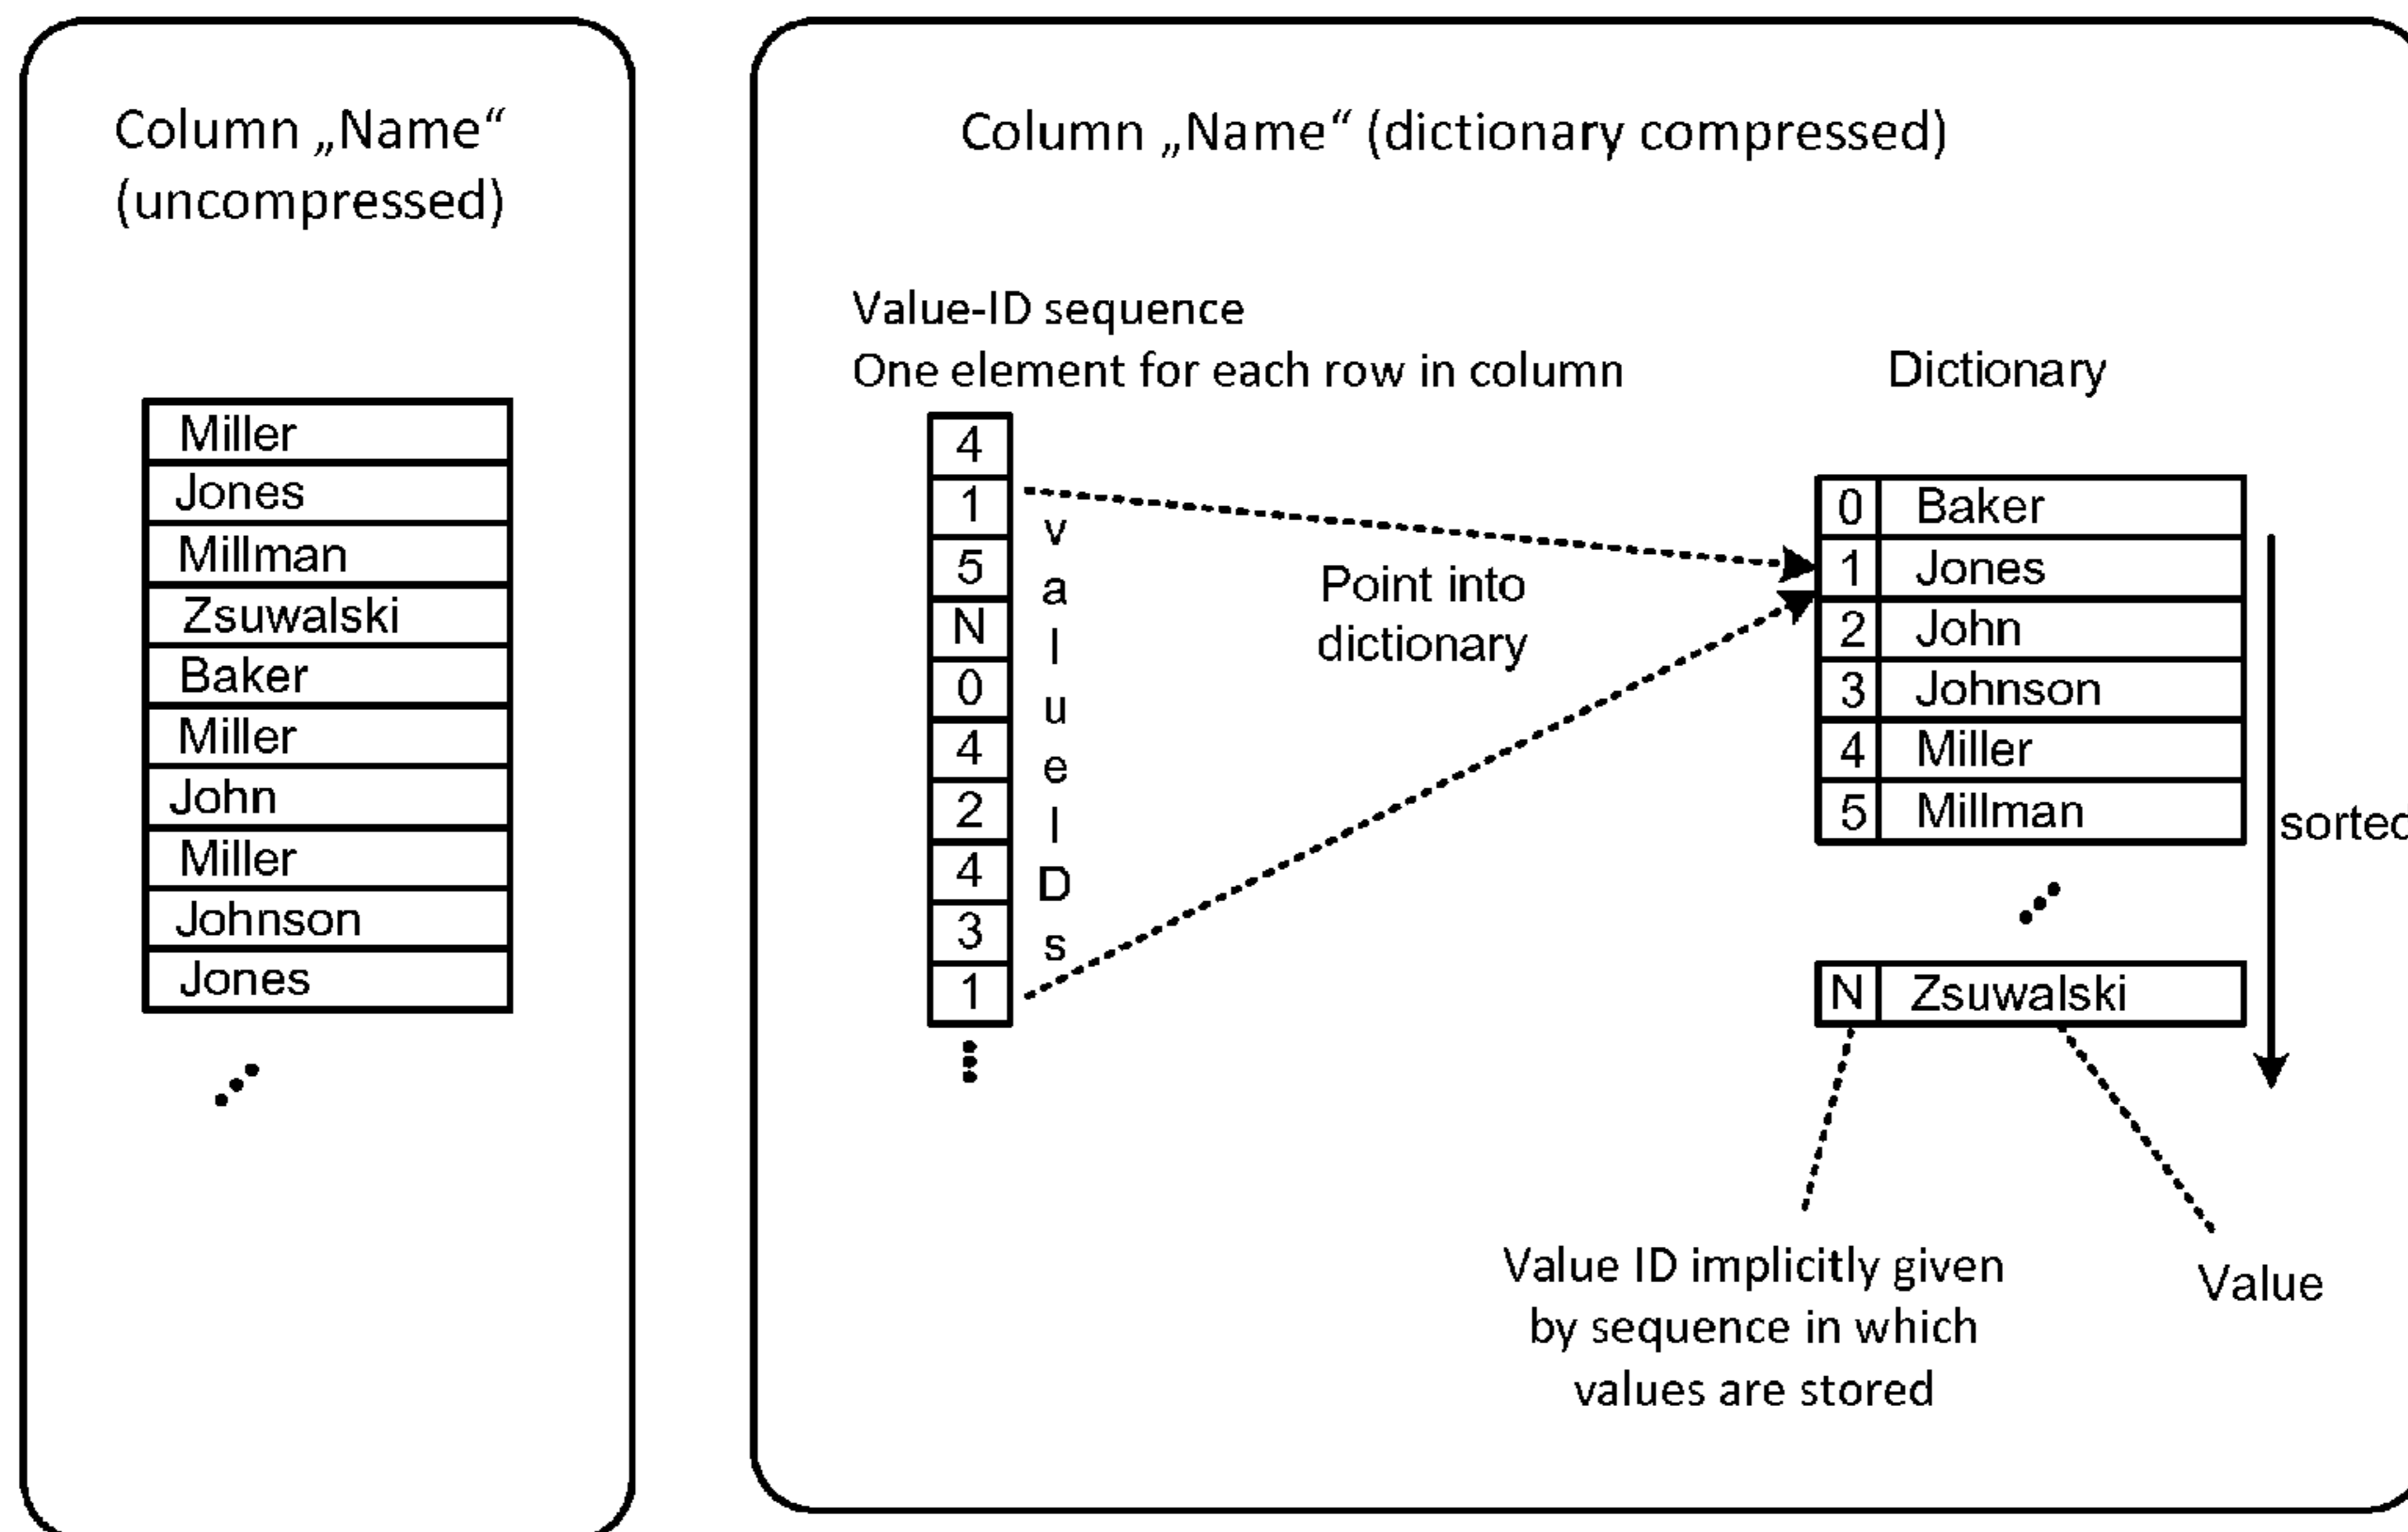 Column „Name“
(uncompressed)
Miller
Jones
Millman
Zsuwalski
Baker
Miller
John
Miller
Johnson
Jones
Column „Name“ (dictionary compressed)
Value-ID sequence
One element for each row in column
4
1
5
N
0
4
2
4
3
1
valueIDs
Point into
dictionary
Dictionary
0 Baker
1 Jones
2 John
3 Johnson
4 Miller
5 Millman
N Zsuwalski
sorted
Value ID implicitly given
by sequence in which
values are stored
Value